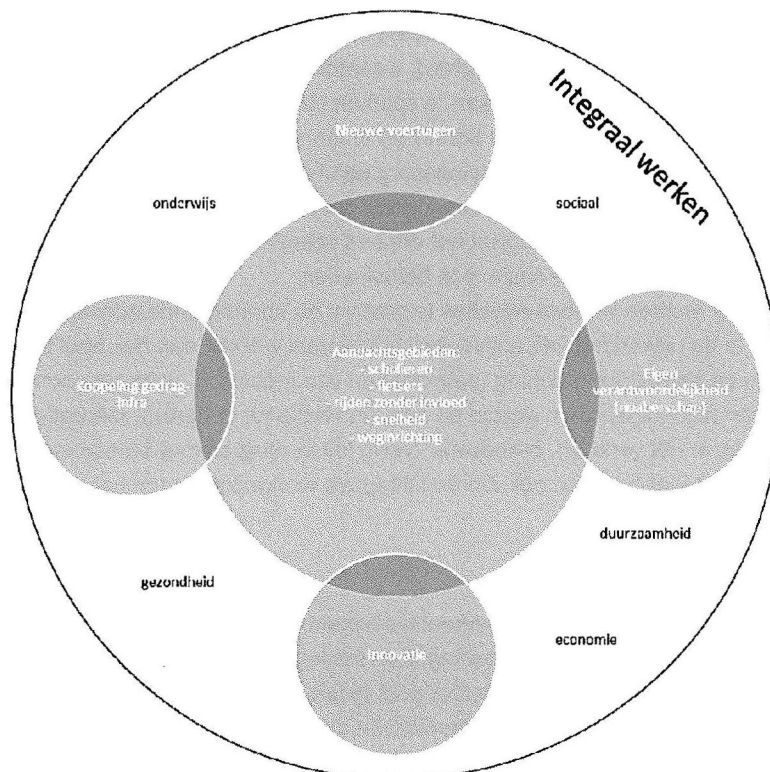 Integraal werken
Nieuwe voertuigen
onderwijs
sociaal
Koppeling gedrag-
infra
Aandachtsgebieden:
- scholieren
- fietsers
- rijden zonder invloed
- snelheid
- weginrichting
Eigen
verantwoordelijkheid
(noaberschap)
duurzaamheid
gezondheid
economie
Innovatie